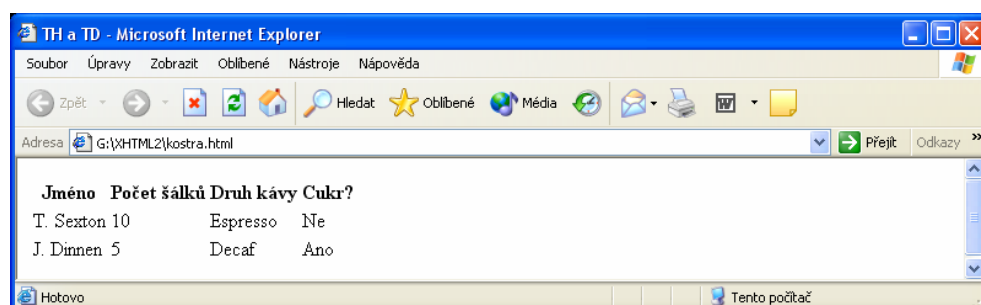 TH a TD - Microsoft Internet Explorer
Soubor Úpravy Zobrazit Oblíbené Nástroje Nápověda
Zpět Hledat Oblíbené Média W
Adresa G:\XHTML2\kostra.html Přejít Odkazy »
Jméno Počet šálků Druh kávy Cukr?
T. Sexton 10 Espresso Ne
J. Dinnen 5 Decaf Ano
Hotovo Tento počítač